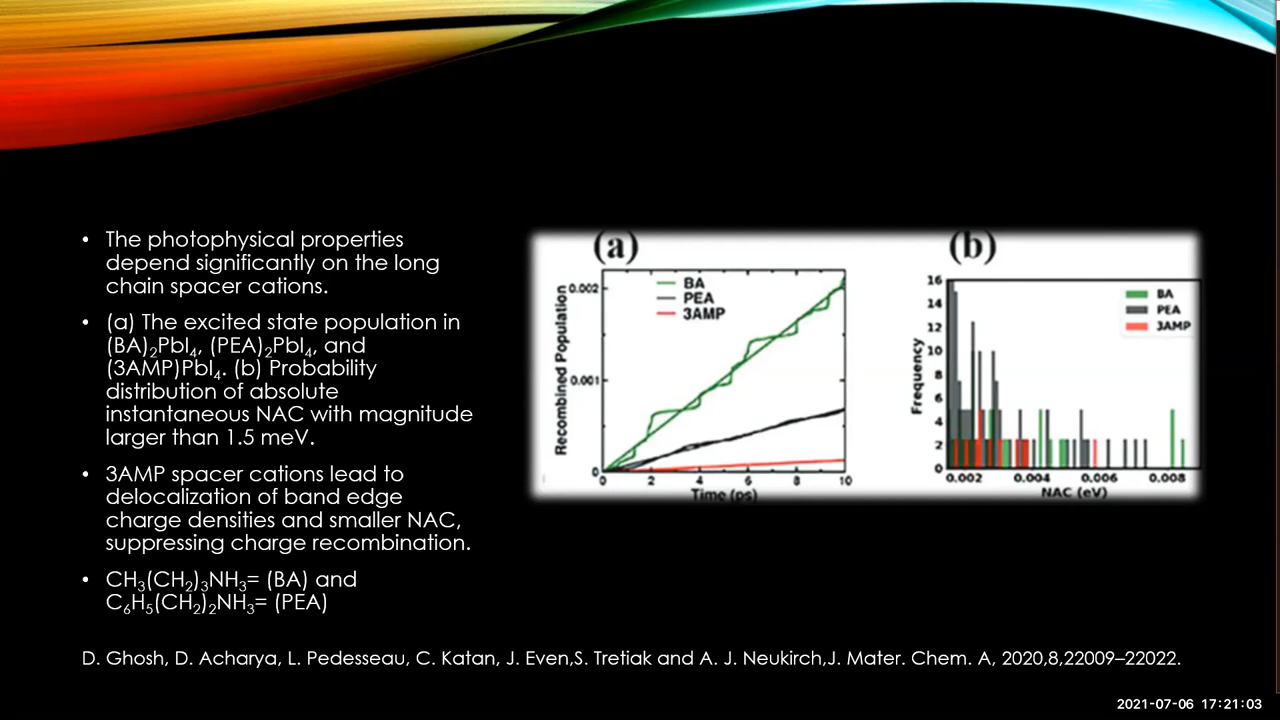 • The photophysical properties
depend significantly on the long
chain spacer cations.
• (a) The excited state population in
(BA)₂PbI₄, (PEA)₂PbI₄, and
(3AMP)PbI₄. (b) Probability
distribution of absolute
instantaneous NAC with magnitude
larger than 1.5 meV.
• 3AMP spacer cations lead to
delocalization of band edge
charge densities and smaller NAC,
suppressing charge recombination.
• CH₃(CH₂)₃NH₃= (BA) and
C₆H₅(CH₂)₂NH₃= (PEA)
(a)
BA
PEA
3AMP
Recombined Population
0.002
0.001
0
0 2 4 6 8 10
Time (ps)
(b)
BA
PEA
3AMP
Frequency
16
14
12
10
8
6
4
2
0
0.002 0.004 0.006 0.008
NAC (eV)
D. Ghosh, D. Acharya, L. Pedesseau, C. Katan, J. Even,S. Tretiak and A. J. Neukirch,J. Mater. Chem. A, 2020,8,22009–22022.
2021-07-06 17:21:03